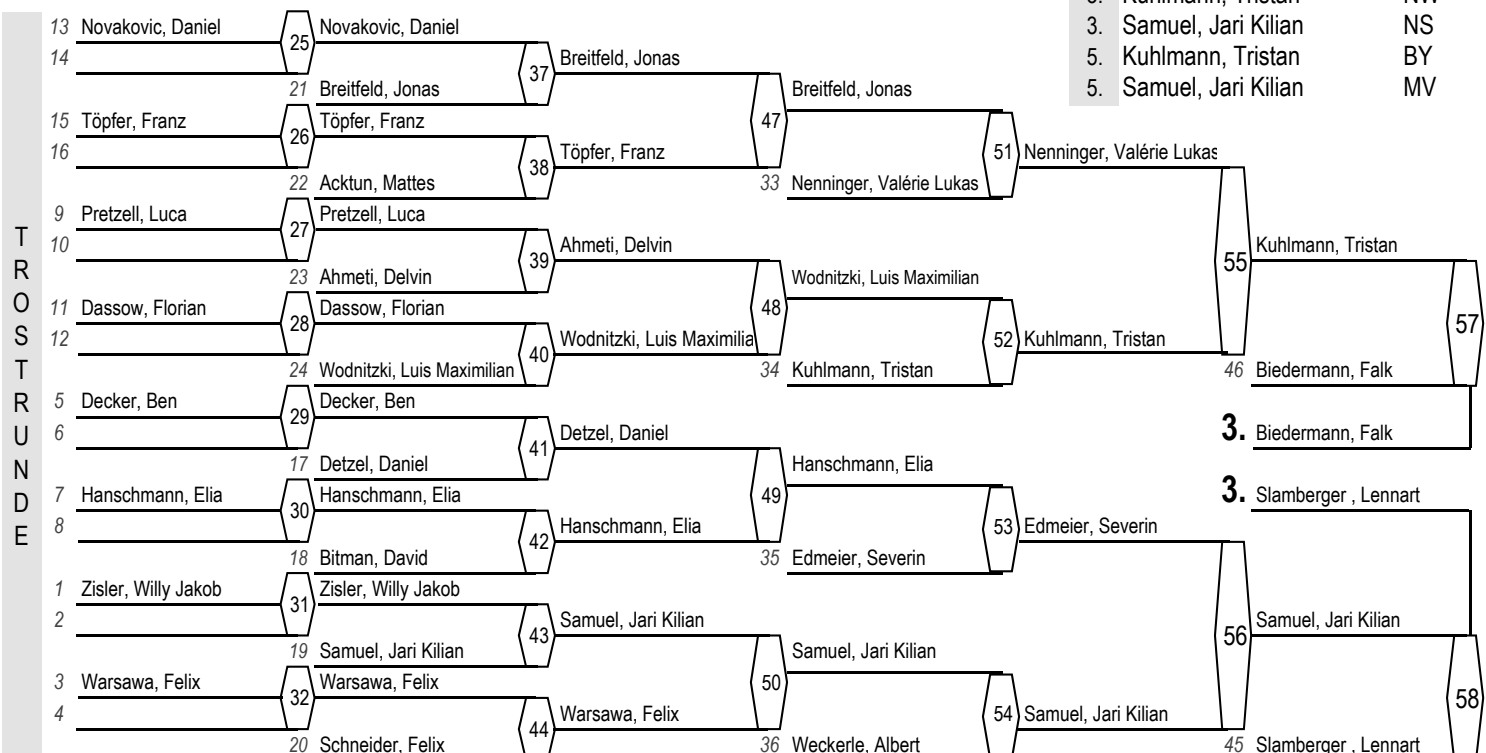 3. Kuhlmann, Tristan NW
3. Samuel, Jari Kilian NS
5. Kuhlmann, Tristan BY
5. Samuel, Jari Kilian MV
TROSTRUNDE
13 Novakovic, Daniel
14
25
Novakovic, Daniel
21 Breitfeld, Jonas
15 Töpfer, Franz
16
26
Töpfer, Franz
22 Acktun, Mattes
9 Pretzell, Luca
10
27
Pretzell, Luca
23 Ahmeti, Delvin
11 Dassow, Florian
12
28
Dassow, Florian
24 Wodnitzki, Luis Maximilian
5 Decker, Ben
6
29
Decker, Ben
17 Detzel, Daniel
7 Hanschmann, Elia
8
30
Hanschmann, Elia
18 Bitman, David
1 Zisler, Willy Jakob
2
31
Zisler, Willy Jakob
19 Samuel, Jari Kilian
3 Warsawa, Felix
4
32
Warsawa, Felix
20 Schneider, Felix
37
Breitfeld, Jonas
38
Töpfer, Franz
39
Ahmeti, Delvin
40
Wodnitzki, Luis Maximilia
41
Detzel, Daniel
42
Hanschmann, Elia
43
Samuel, Jari Kilian
44
Warsawa, Felix
47
Breitfeld, Jonas
33 Nenninger, Valérie Lukas
48
Wodnitzki, Luis Maximilian
34 Kuhlmann, Tristan
49
Hanschmann, Elia
35 Edmeier, Severin
50
Samuel, Jari Kilian
36 Weckerle, Albert
51
Nenninger, Valérie Lukas
52
Kuhlmann, Tristan
53
Edmeier, Severin
54
Samuel, Jari Kilian
55
Kuhlmann, Tristan
46 Biedermann, Falk
57
3. Biedermann, Falk
3. Slamberger , Lennart
56
Samuel, Jari Kilian
45 Slamberger , Lennart
58